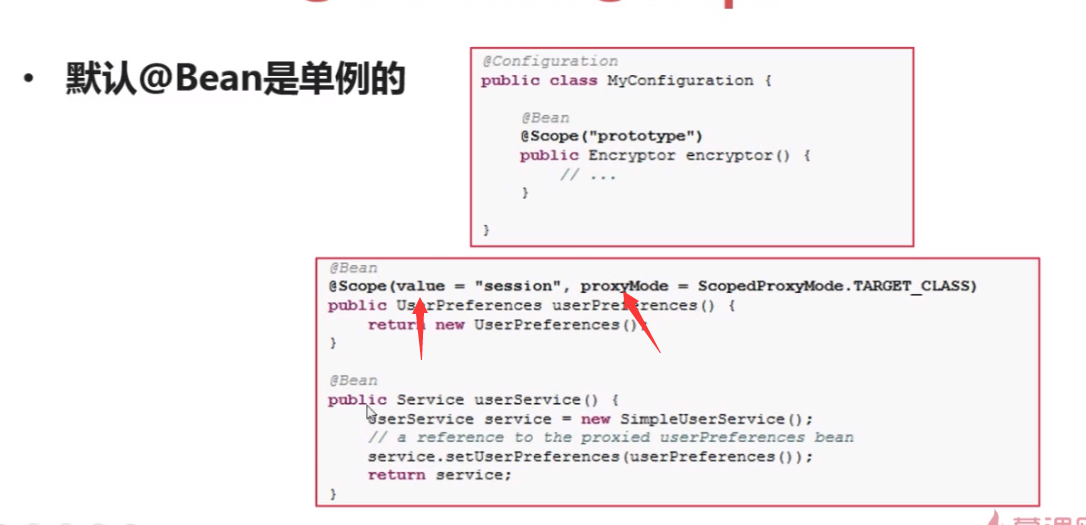 • 默认@Bean是单例的
@Configuration
public class MyConfiguration {
@Bean
@Scope("prototype")
public Encryptor encryptor() {
// ...
}
}
@Bean
@Scope(value = "session", proxyMode = ScopedProxyMode.TARGET_CLASS)
public UserPreferences userPreferences() {
return new UserPreferences();
}
@Bean
public Service userService() {
UserService service = new SimpleUserService();
// a reference to the proxied userPreferences bean
service.setUserPreferences(userPreferences());
return service;
}